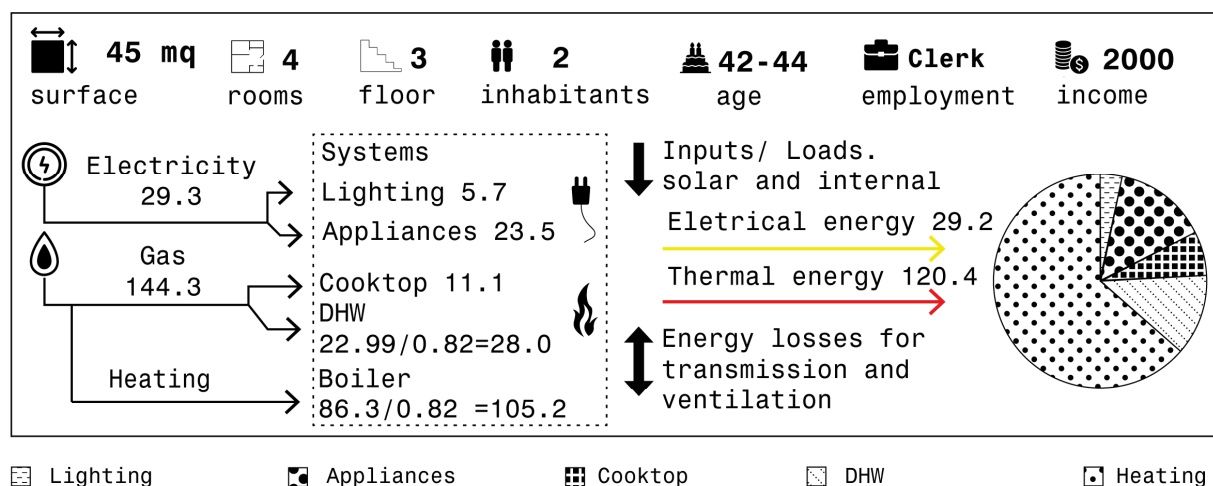 45 mq
surface
4
rooms
3
floor
2
inhabitants
42-44
age
Clerk
employment
2000
income
Electricity
29.3
Gas
144.3
Heating
Systems
Lighting 5.7
Appliances 23.5
Cooktop 11.1
DHW
22.99/0.82=28.0
Boiler
86.3/0.82 =105.2
Inputs/ Loads.
solar and internal
Eletrical energy 29.2
Thermal energy 120.4
Energy losses for
transmission and
ventilation
Lighting
Appliances
Cooktop
DHW
Heating